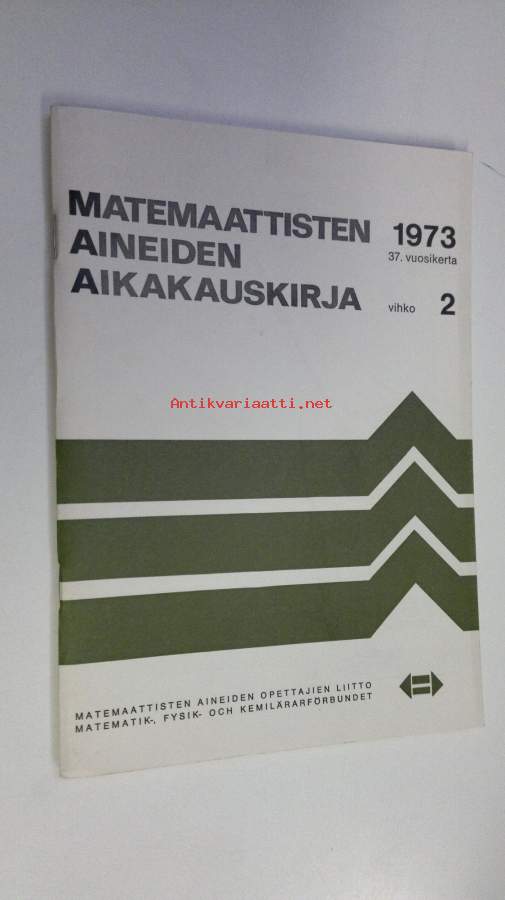 MATEMAATTISTEN
AINEIDEN
AIKAKAUSKIRJA
1973
37. vuosikerta
vihko 2
Antikvariaatti.net
MATEMAATTISTEN AINEIDEN OPETTAJIEN LIITTO
MATEMATIK-, FYSIK- OCH KEMILÄRARFÖRBUNDET